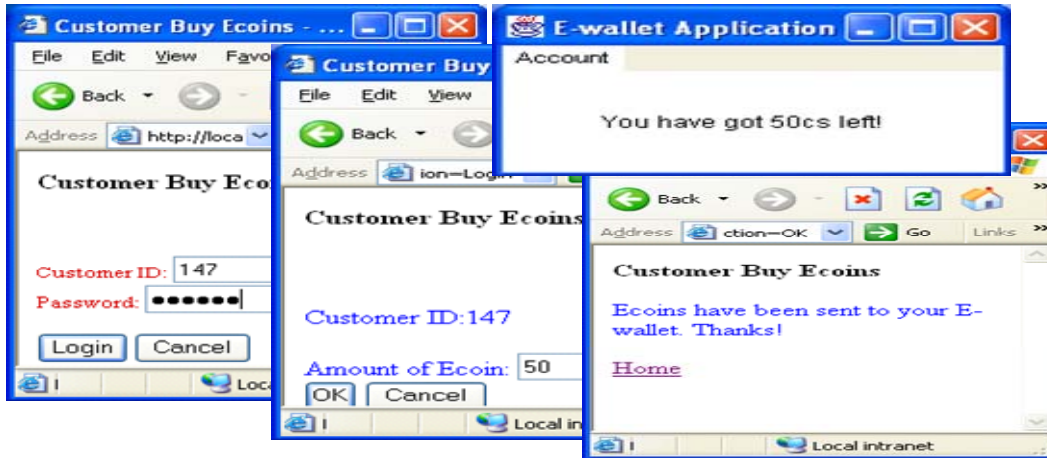 Customer Buy Ecoins - ...
File Edit View Favo
Back
Address http://loca
Customer Buy Eco
Customer ID: 147
Password: ●●●●●●
Login Cancel
Loc
Customer Buy
File Edit View
Back
Address ion=Login
Customer Buy Ecoins
Customer ID:147
Amount of Ecoin: 50
OK Cancel
Local in
E-wallet Application
Account
You have got 50cs left!
Back
Address ction=OK Go Links »
Customer Buy Ecoins
Ecoins have been sent to your E-
wallet. Thanks!
Home
Local intranet